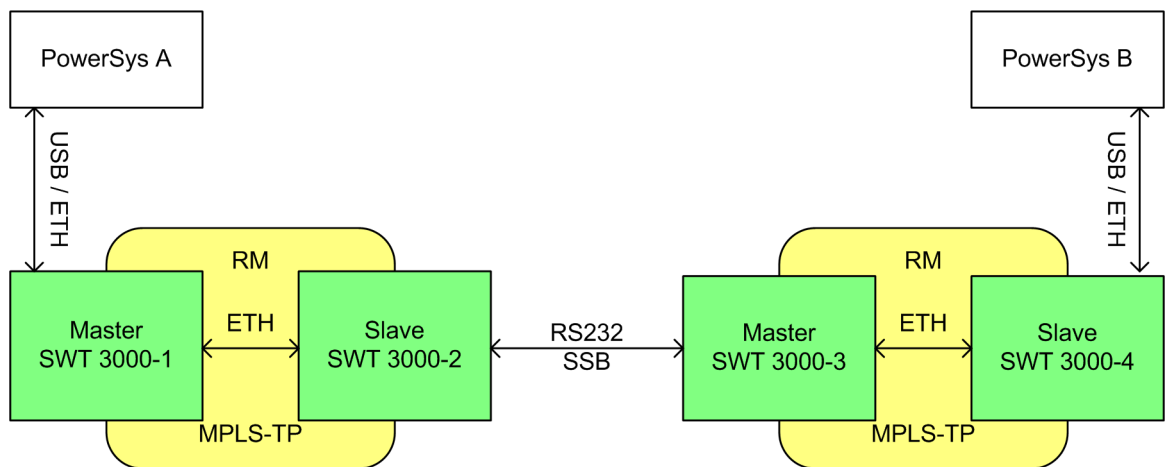 PowerSys A
PowerSys B
USB / ETH
USB / ETH
RM
RM
Master
SWT 3000-1
ETH
Slave
SWT 3000-2
RS232
SSB
Master
SWT 3000-3
ETH
Slave
SWT 3000-4
MPLS-TP
MPLS-TP